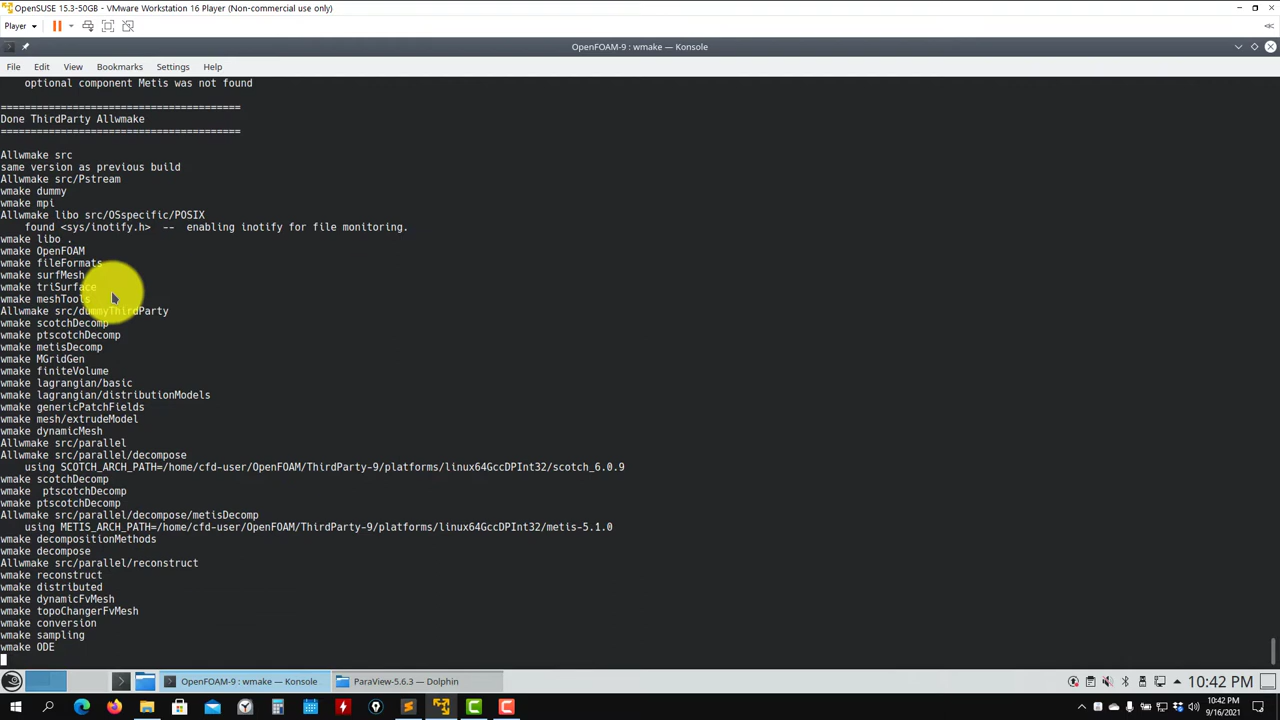 OpenSUSE 15.3-50GB - VMware Workstation 16 Player (Non-commercial use only)
Player
OpenFOAM-9 : wmake — Konsole
File Edit View Bookmarks Settings Help
optional component Metis was not found
========================================
Done ThirdParty Allwmake
========================================
Allwmake src
same version as previous build
Allwmake src/Pstream
wmake dummy
wmake mpi
Allwmake libo src/OSspecific/POSIX
found <sys/inotify.h> -- enabling inotify for file monitoring.
wmake libo .
wmake OpenFOAM
wmake fileFormats
wmake surfMesh
wmake triSurface
wmake meshTools
Allwmake src/dummyThirdParty
wmake scotchDecomp
wmake ptscotchDecomp
wmake metisDecomp
wmake MGridGen
wmake finiteVolume
wmake lagrangian/basic
wmake lagrangian/distributionModels
wmake genericPatchFields
wmake mesh/extrudeModel
wmake dynamicMesh
Allwmake src/parallel
Allwmake src/parallel/decompose
using SCOTCH_ARCH_PATH=/home/cfd-user/OpenFOAM/ThirdParty-9/platforms/linux64GccDPInt32/scotch_6.0.9
wmake scotchDecomp
wmake  ptscotchDecomp
wmake ptscotchDecomp
Allwmake src/parallel/decompose/metisDecomp
using METIS_ARCH_PATH=/home/cfd-user/OpenFOAM/ThirdParty-9/platforms/linux64GccDPInt32/metis-5.1.0
wmake decompositionMethods
wmake decompose
Allwmake src/parallel/reconstruct
wmake reconstruct
wmake distributed
wmake dynamicFvMesh
wmake topoChangerFvMesh
wmake conversion
wmake sampling
wmake ODE
OpenFOAM-9 : wmake — Konsole ParaView-5.6.3 — Dolphin 10:42 PM
10:42 PM
9/16/2021